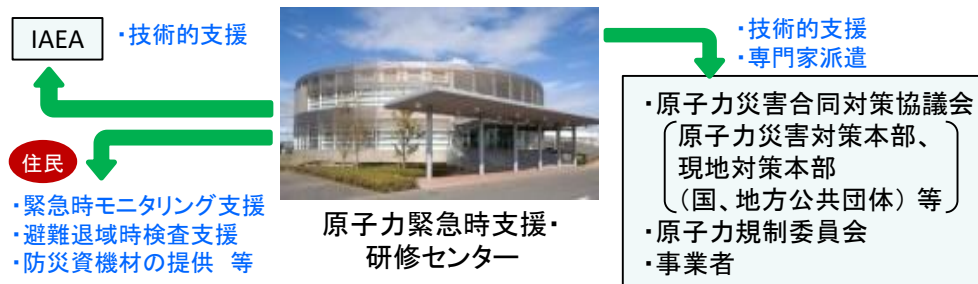 IAEA
・技術的支援
住民
・緊急時モニタリング支援
・避難退域時検査支援
・防災資機材の提供 等
原子力緊急時支援・
研修センター
・技術的支援
・専門家派遣
・原子力災害合同対策協議会
原子力災害対策本部、
現地対策本部
(国、地方公共団体) 等
・原子力規制委員会
・事業者